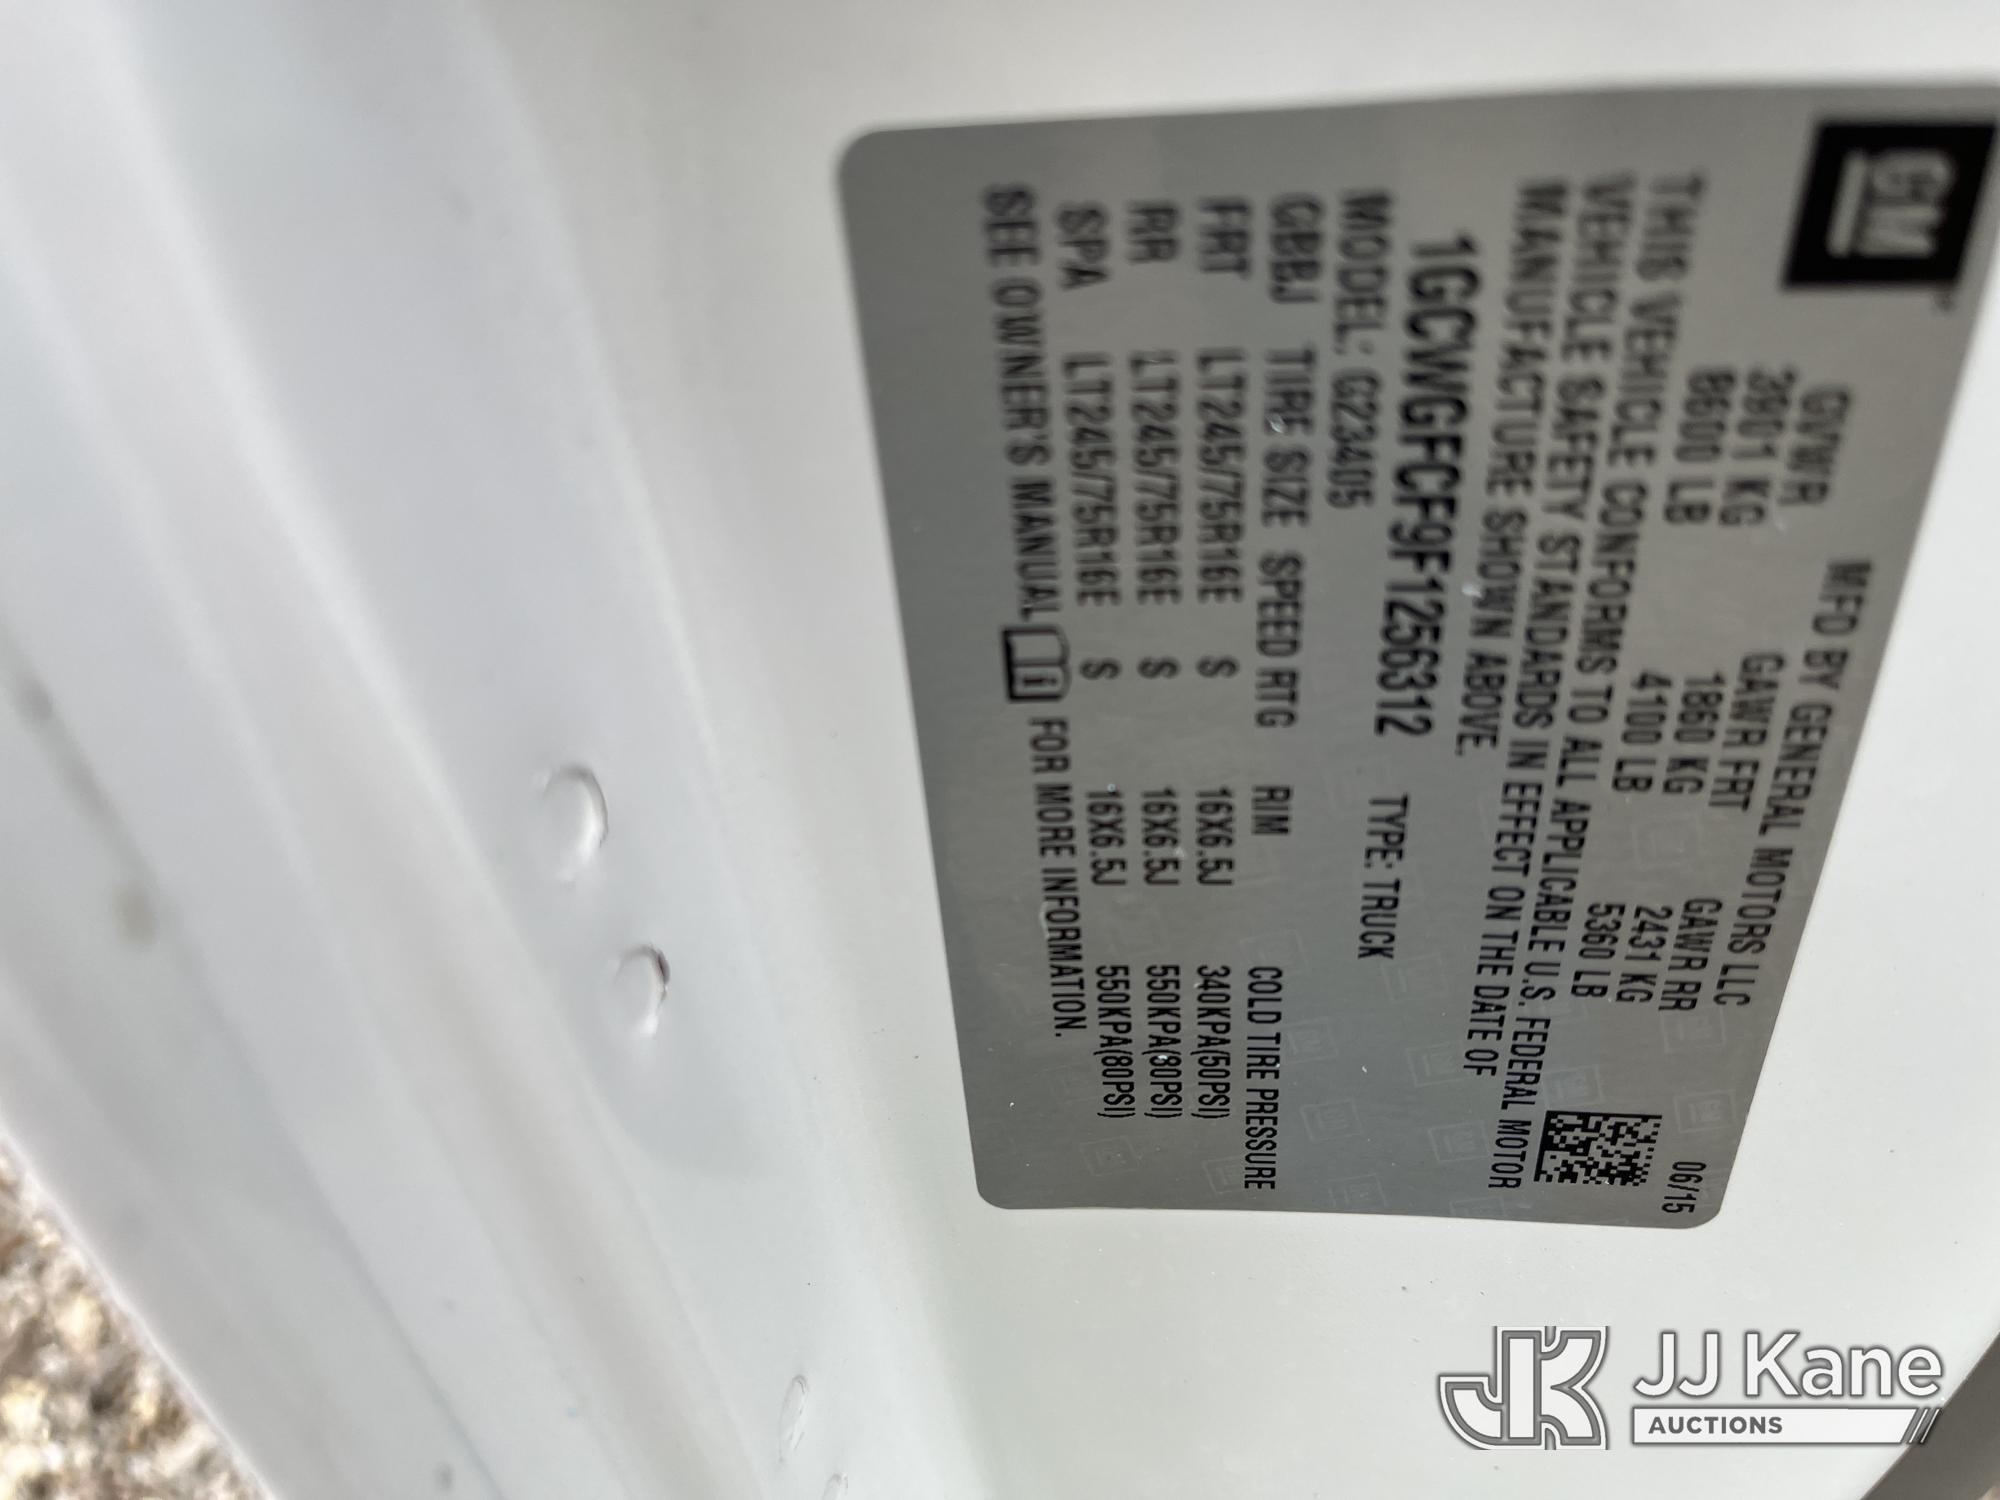 GM
MFD BY GENERAL MOTORS LLC 06/15
GVWR GAWR FRT GAWR RR
3901 KG 1860 KG 2431 KG
8600 LB 4100 LB 5360 LB
THIS VEHICLE CONFORMS TO ALL APPLICABLE U.S. FEDERAL MOTOR
VEHICLE SAFETY STANDARDS IN EFFECT ON THE DATE OF
MANUFACTURE SHOWN ABOVE.
1GCWGFCF9F1256312 TYPE: TRUCK
MODEL: G23405
GBBJ TIRE SIZE SPEED RTG RIM COLD TIRE PRESSURE
FRT LT245/75R16E S 16X6.5J 340KPA(50PSI)
RR LT245/75R16E S 16X6.5J 550KPA(80PSI)
SPA LT245/75R16E S 16X6.5J 550KPA(80PSI)
SEE OWNER'S MANUAL FOR MORE INFORMATION.
JK JJ Kane
AUCTIONS